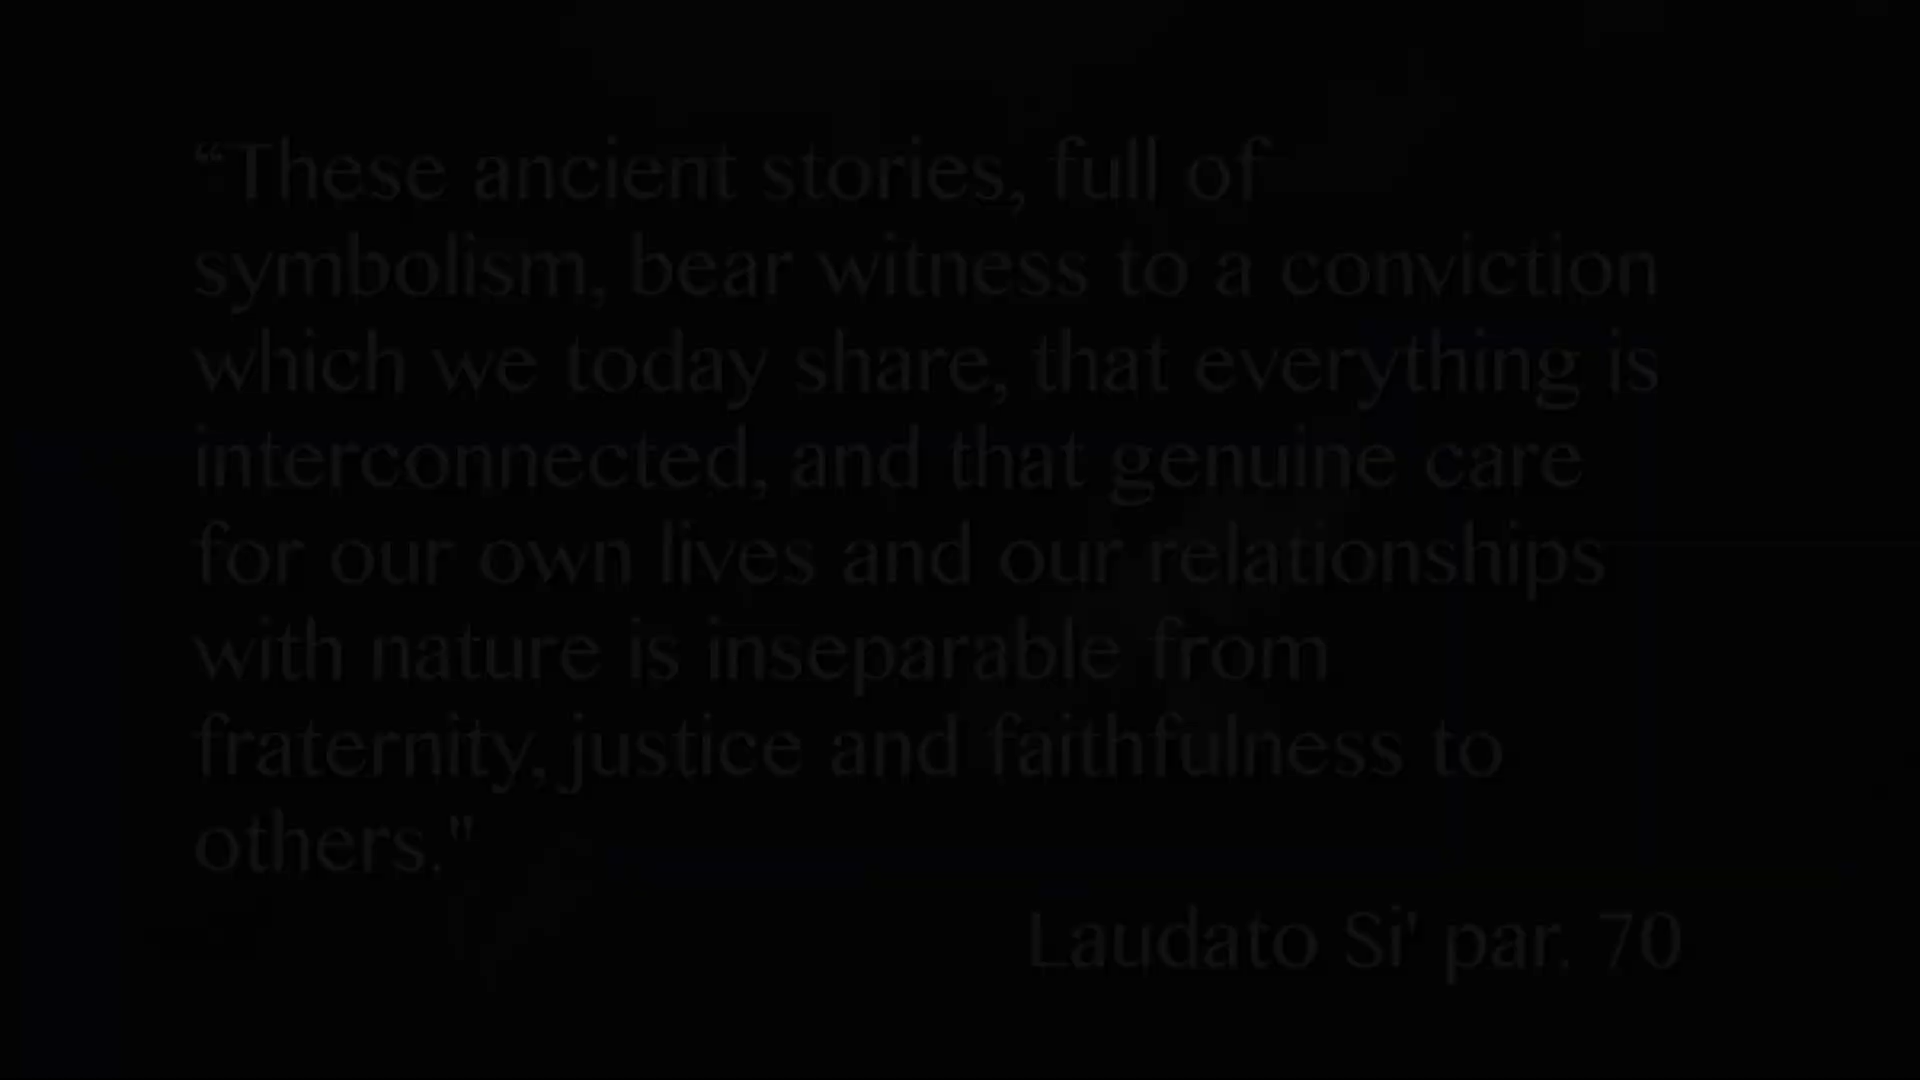 “These ancient stories, full of
symbolism, bear witness to a conviction
which we today share, that everything is
interconnected, and that genuine care
for our own lives and our relationships
with nature is inseparable from
fraternity, justice and faithfulness to
others."
Laudato Si' par. 70